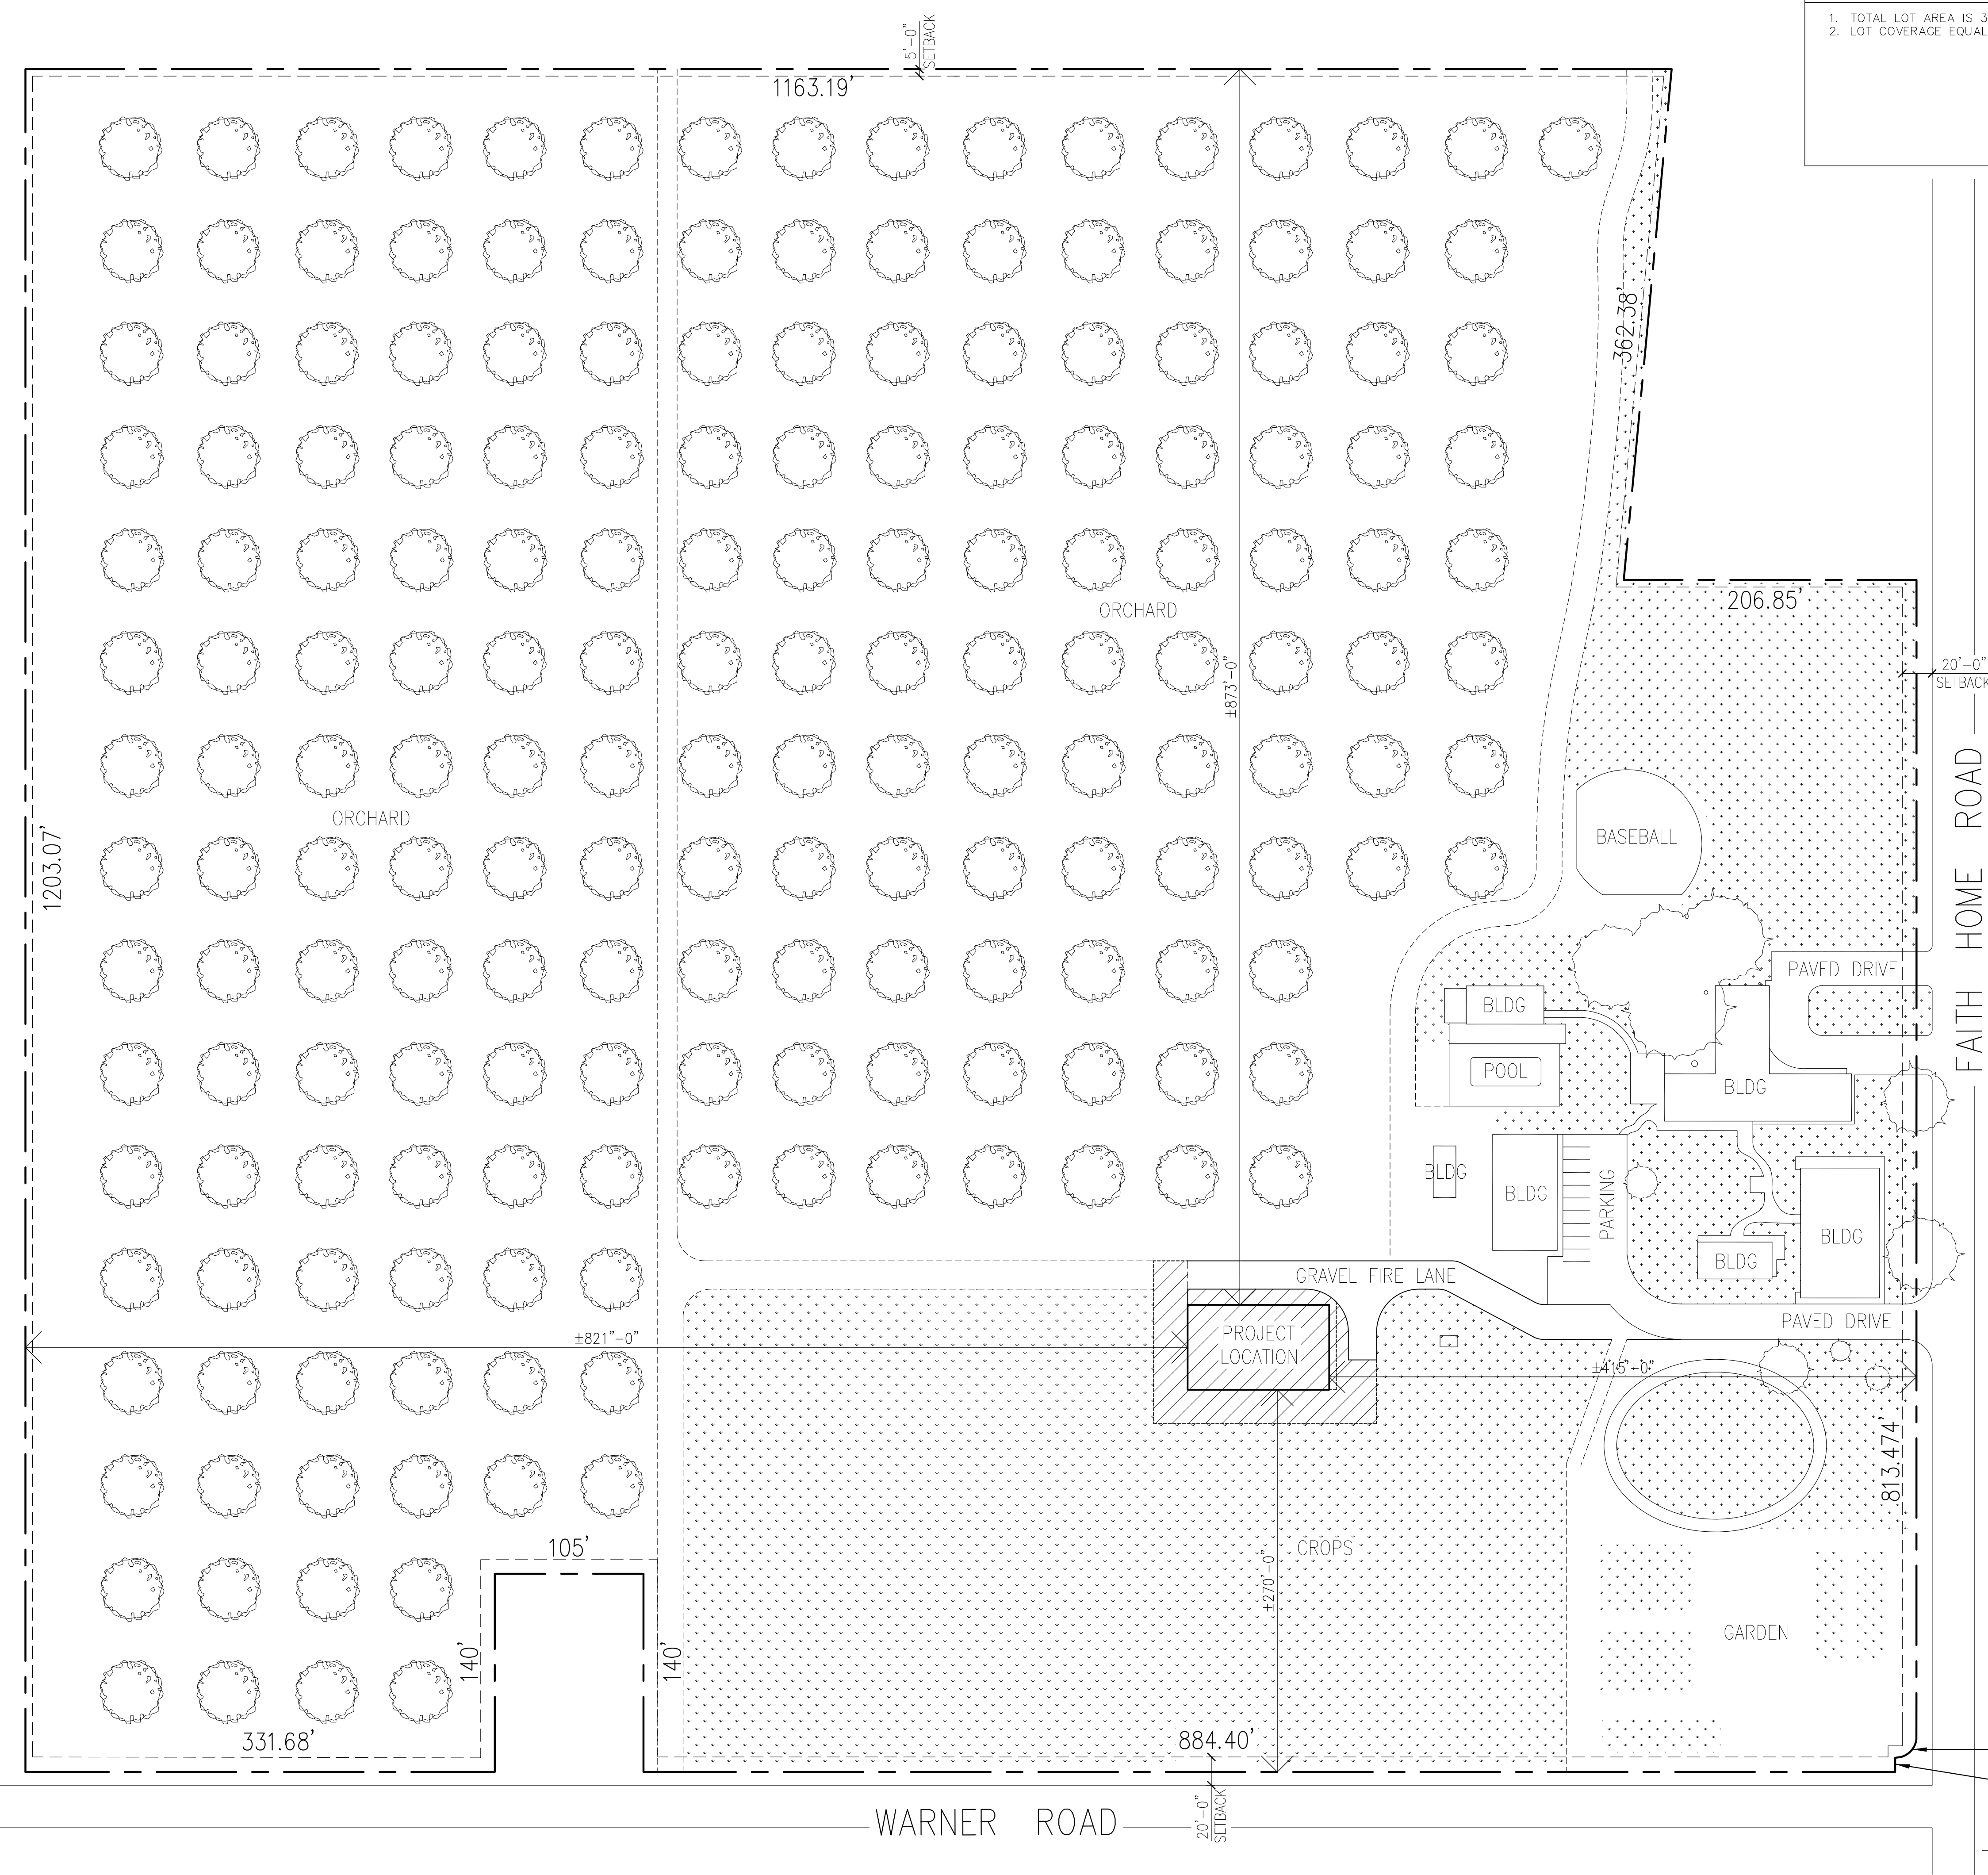 1. TOTAL LOT AREA IS 3
2. LOT COVERAGE EQUAL
5'-0"
SETBACK
1163.19'
362.38'
ORCHARD
206.85'
±873'-0"
20'-0"
SETBACK
ORCHARD
1203.07'
BASEBALL
FAITH HOME ROAD
PAVED DRIVE
BLDG
POOL
BLDG
BLDG
BLDG
PARKING
BLDG
BLDG
GRAVEL FIRE LANE
PAVED DRIVE
±821"-0"
PROJECT
LOCATION
±415'-0"
813.474'
105'
CROPS
±270'-0"
GARDEN
140'
140'
331.68'
884.40'
WARNER ROAD
20'-0"
SETBACK